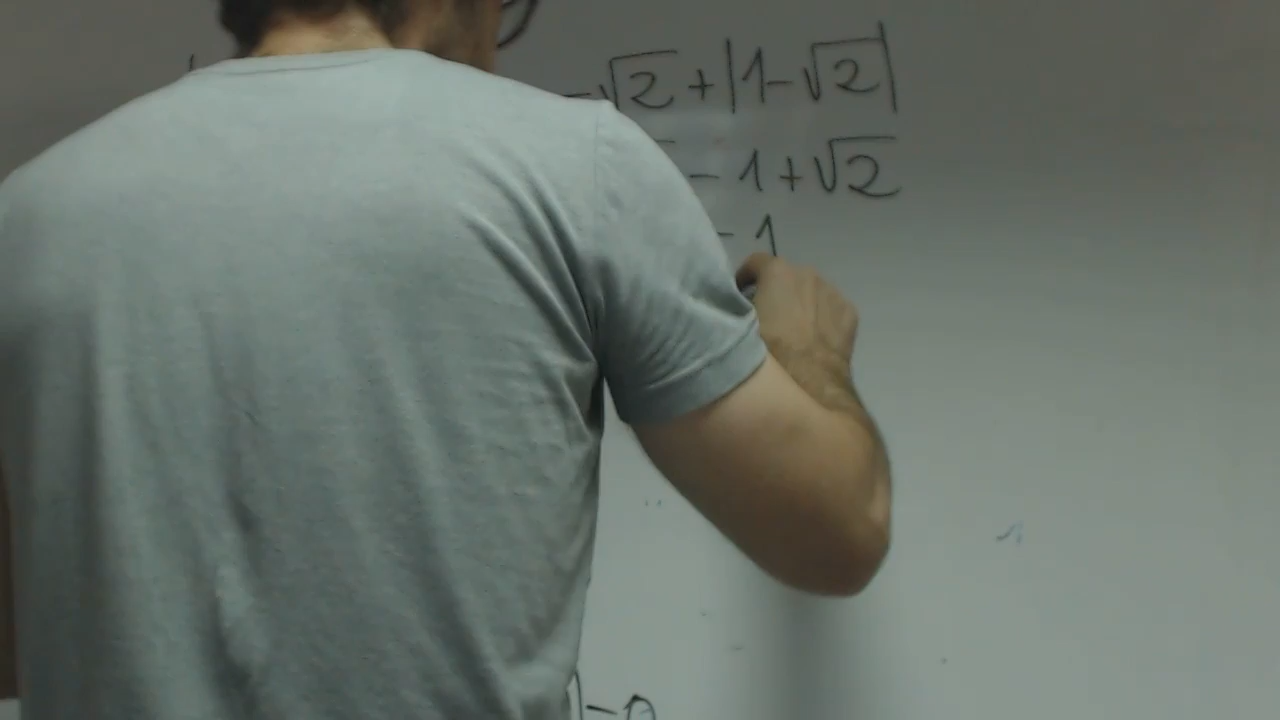 -√2 + |1-√2|
- 1 + √2
- 1